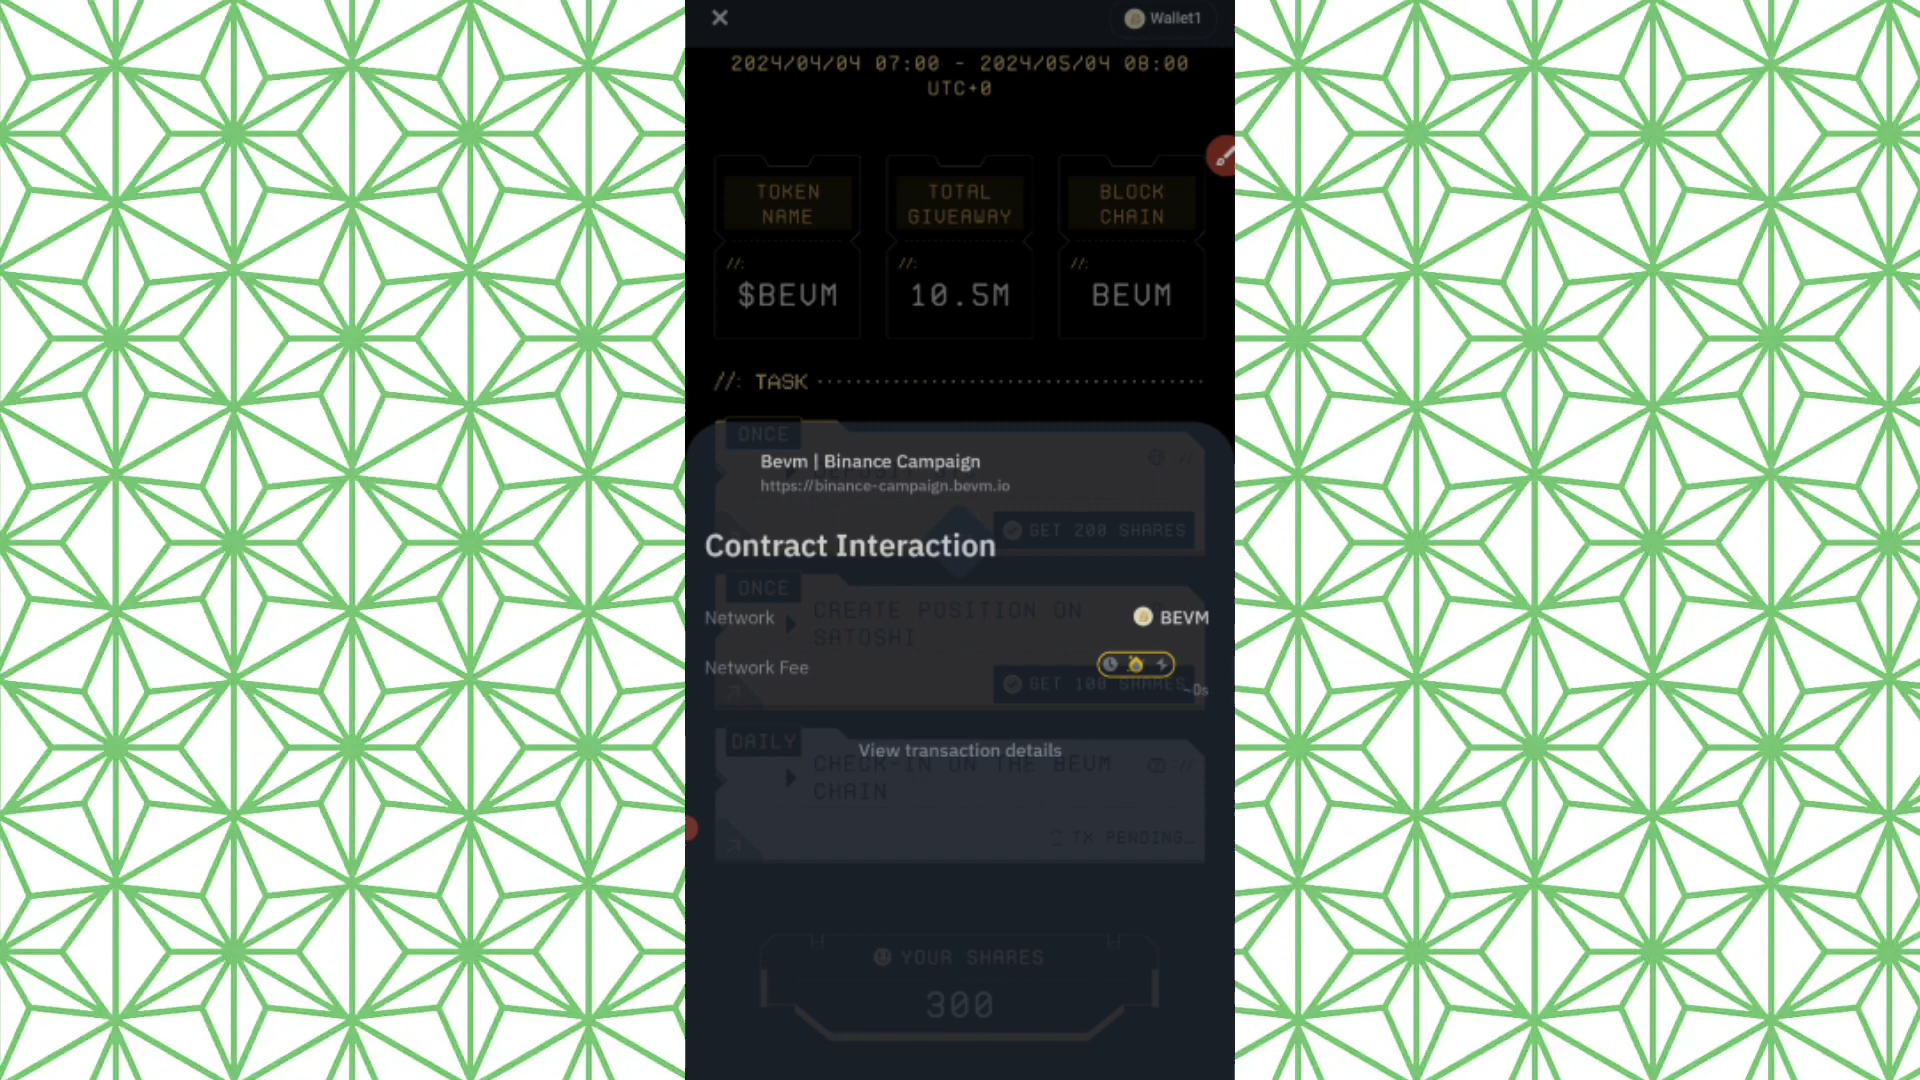 Wallet1
2024/04/04 07:00 - 2024/05/04 08:00
UTC+0
TOKEN
NAME
//:
$BEVM
TOTAL
GIVEAWAY
//:
10.5M
BLOCK
CHAIN
//:
BEVM
//: TASK
ONCE
Bevm | Binance Campaign
https://binance-campaign.bevm.io
GET 200 SHARES
Contract Interaction
ONCE
CREATE POSITION ON
SATOSHI
Network
BEVM
Network Fee
GET 100 SHARES
~0s
DAILY
View transaction details
CHECK-IN ON THE BEVM
CHAIN
TX PENDING…
YOUR SHARES
300